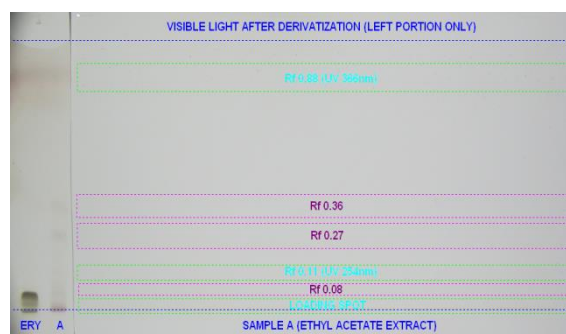 VISIBLE LIGHT AFTER DERIVATIZATION (LEFT PORTION ONLY)
Rf 0.88 (UV 366nm)
Rf 0.36
Rf 0.27
Rf 0.11 (UV 254nm)
Rf 0.08
LOADING SPOT
ERY A SAMPLE A (ETHYL ACETATE EXTRACT)